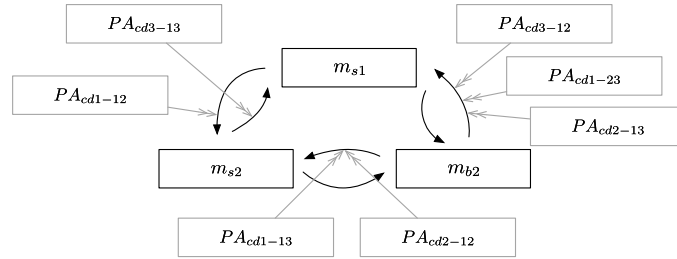 PA_{cd3-13}
PA_{cd3-12}
m_{s1}
PA_{cd1-23}
PA_{cd1-12}
PA_{cd2-13}
m_{s2}
m_{b2}
PA_{cd1-13}
PA_{cd2-12}